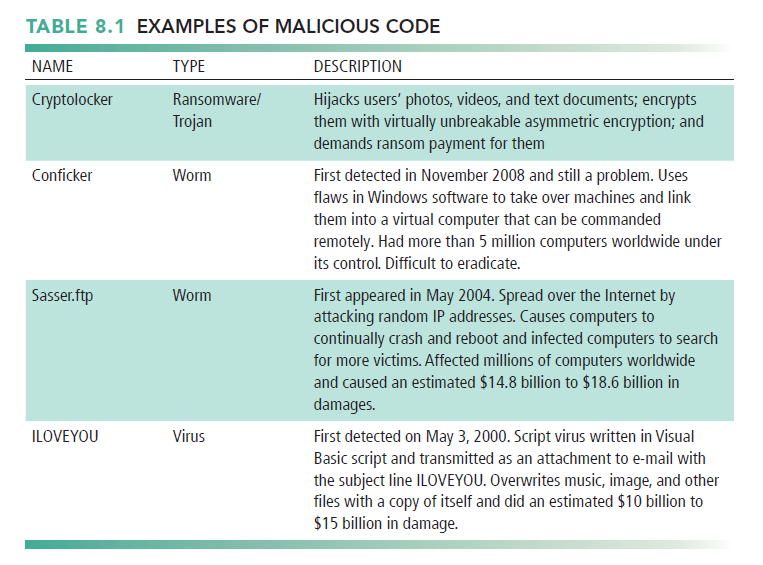 TABLE 8.1 EXAMPLES OF MALICIOUS CODE
NAME TYPE DESCRIPTION
Cryptolocker Ransomware/ Hijacks users' photos, videos, and text documents; encrypts
Trojan them with virtually unbreakable asymmetric encryption; and
demands ransom payment for them
Conficker Worm First detected in November 2008 and still a problem. Uses
flaws in Windows software to take over machines and link
them into a virtual computer that can be commanded
remotely. Had more than 5 million computers worldwide under
its control. Difficult to eradicate.
Sasser.ftp Worm First appeared in May 2004. Spread over the Internet by
attacking random IP addresses. Causes computers to
continually crash and reboot and infected computers to search
for more victims. Affected millions of computers worldwide
and caused an estimated $14.8 billion to $18.6 billion in
damages.
ILOVEYOU Virus First detected on May 3, 2000. Script virus written in Visual
Basic script and transmitted as an attachment to e-mail with
the subject line ILOVEYOU. Overwrites music, image, and other
files with a copy of itself and did an estimated $10 billion to
$15 billion in damage.